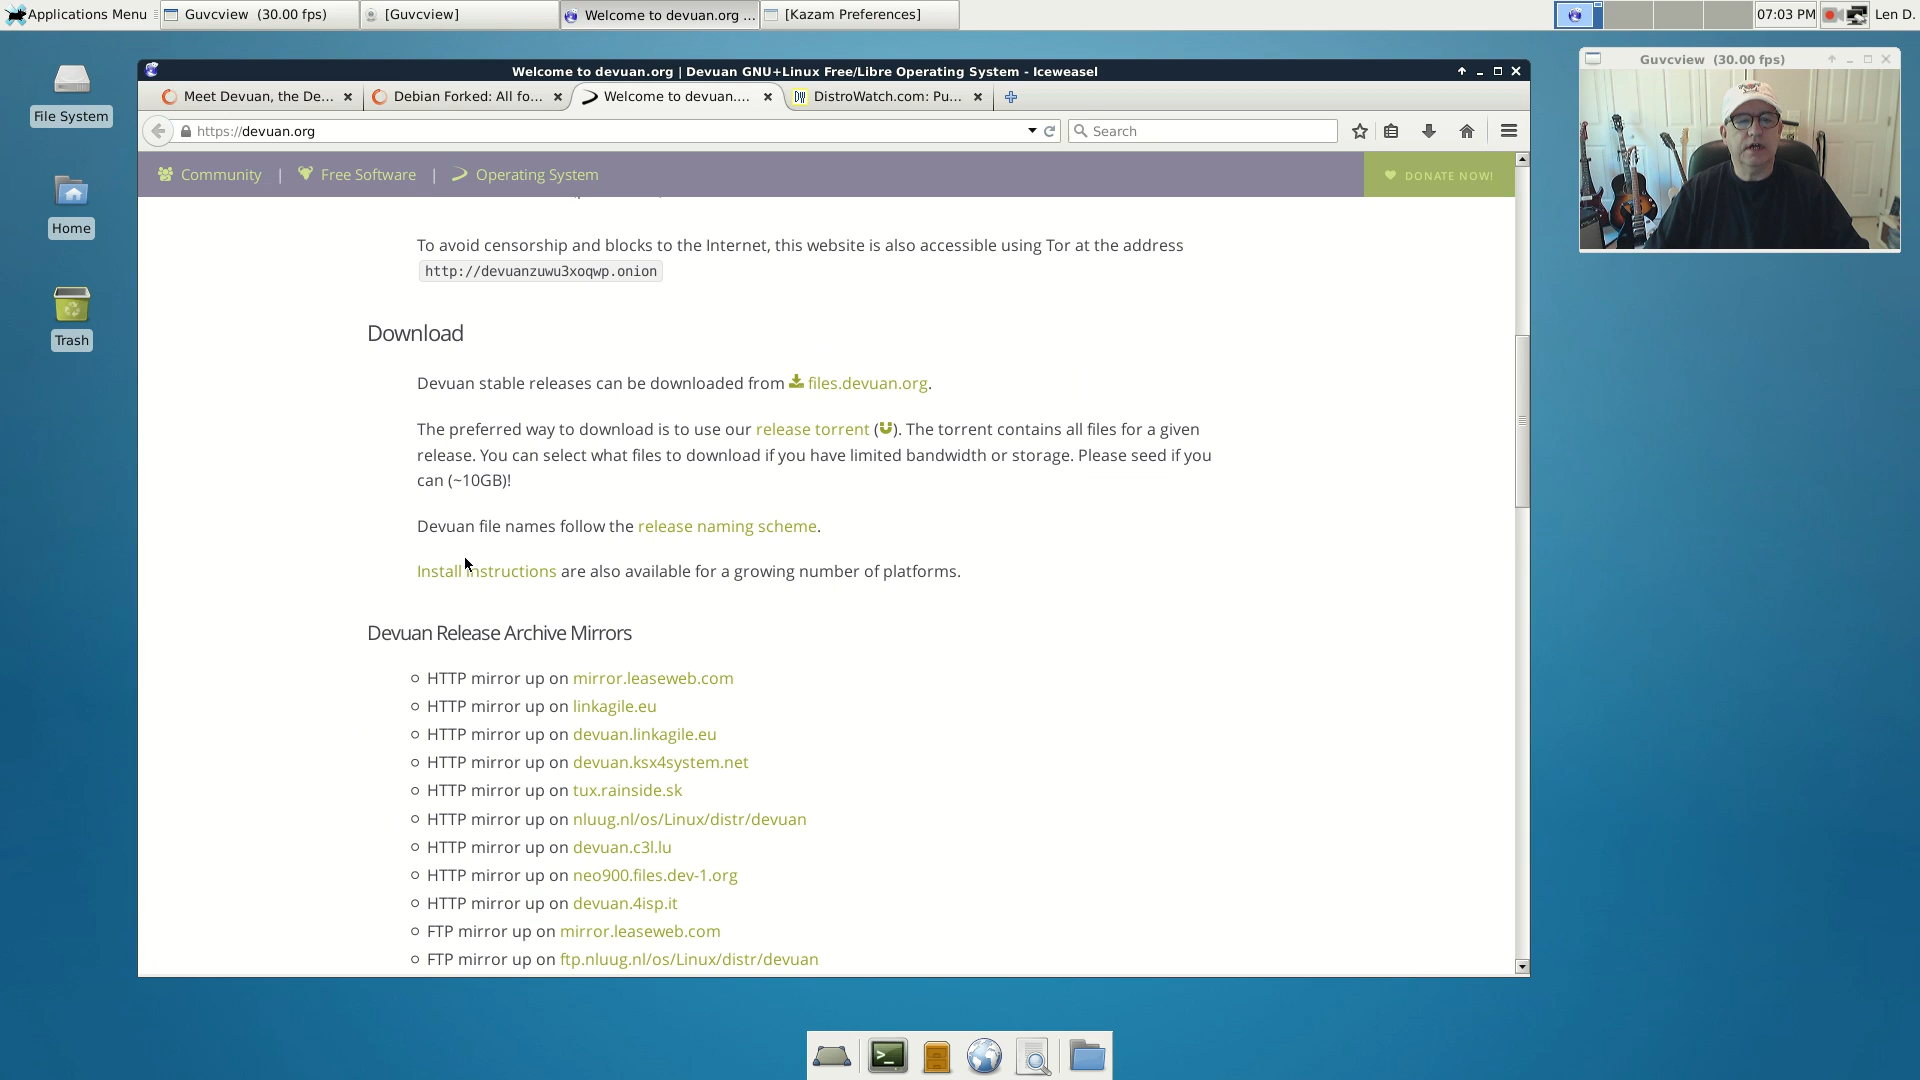 Applications Menu
Guvcview (30.00 fps)
[Guvcview]
Welcome to devuan.org ...
[Kazam Preferences]
07:03 PM
Len D.
File System
Home
Trash
Welcome to devuan.org | Devuan GNU+Linux Free/Libre Operating System - Iceweasel
Meet Devuan, the De...
Debian Forked: All fo...
Welcome to devuan....
DW
DistroWatch.com: Pu...
https://devuan.org
Search
Community | Free Software | Operating System
DONATE NOW!
To avoid censorship and blocks to the Internet, this website is also accessible using Tor at the address
http://devuanzuwu3xoqwp.onion
Download
Devuan stable releases can be downloaded from files.devuan.org.
The preferred way to download is to use our release torrent (). The torrent contains all files for a given
release. You can select what files to download if you have limited bandwidth or storage. Please seed if you
can (~10GB)!
Devuan file names follow the release naming scheme.
Install instructions are also available for a growing number of platforms.
Devuan Release Archive Mirrors
HTTP mirror up on mirror.leaseweb.com
HTTP mirror up on linkagile.eu
HTTP mirror up on devuan.linkagile.eu
HTTP mirror up on devuan.ksx4system.net
HTTP mirror up on tux.rainside.sk
HTTP mirror up on nluug.nl/os/Linux/distr/devuan
HTTP mirror up on devuan.c3l.lu
HTTP mirror up on neo900.files.dev-1.org
HTTP mirror up on devuan.4isp.it
FTP mirror up on mirror.leaseweb.com
FTP mirror up on ftp.nluug.nl/os/Linux/distr/devuan
Guvcview (30.00 fps)